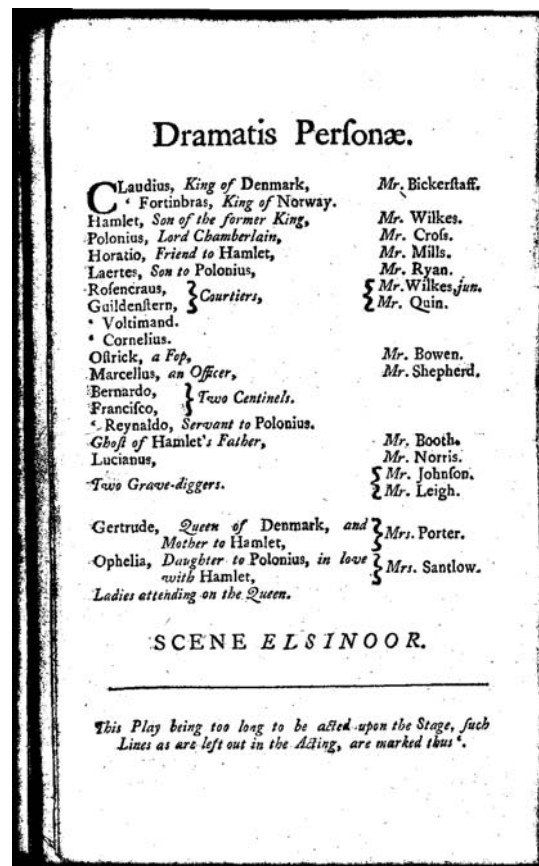 Dramatis Perſonæ.
CLaudius, King of Denmark, Mr. Bickerſtaff.
‘ Fortinbras, King of Norway.
Hamlet, Son of the former King, Mr. Wilkes.
Polonius, Lord Chamberlain, Mr. Croſs.
Horatio, Friend to Hamlet, Mr. Mills.
Laertes, Son to Polonius, Mr. Ryan.
Roſencraus, } Courtiers, { Mr. Wilkes, jun.
Guildenſtern, } { Mr. Quin.
‘ Voltimand.
‘ Cornelius.
Oſtrick, a Fop, Mr. Bowen.
Marcellus, an Officer, Mr. Shepherd.
Bernardo, } Two Centinels.
Franciſco, }
‘ Reynaldo, Servant to Polonius.
Ghoſt of Hamlet's Father, Mr. Booth.
Lucianus, Mr. Norris.
Two Grave-diggers. { Mr. Johnſon.
{ Mr. Leigh.
Gertrude, Queen of Denmark, and } Mrs. Porter.
Mother to Hamlet, }
Ophelia, Daughter to Polonius, in love } Mrs. Santlow.
with Hamlet, }
Ladies attending on the Queen.
SCENE ELSINOOR.
This Play being too long to be acted upon the Stage, ſuch
Lines as are left out in the Acting, are marked thus ‘.